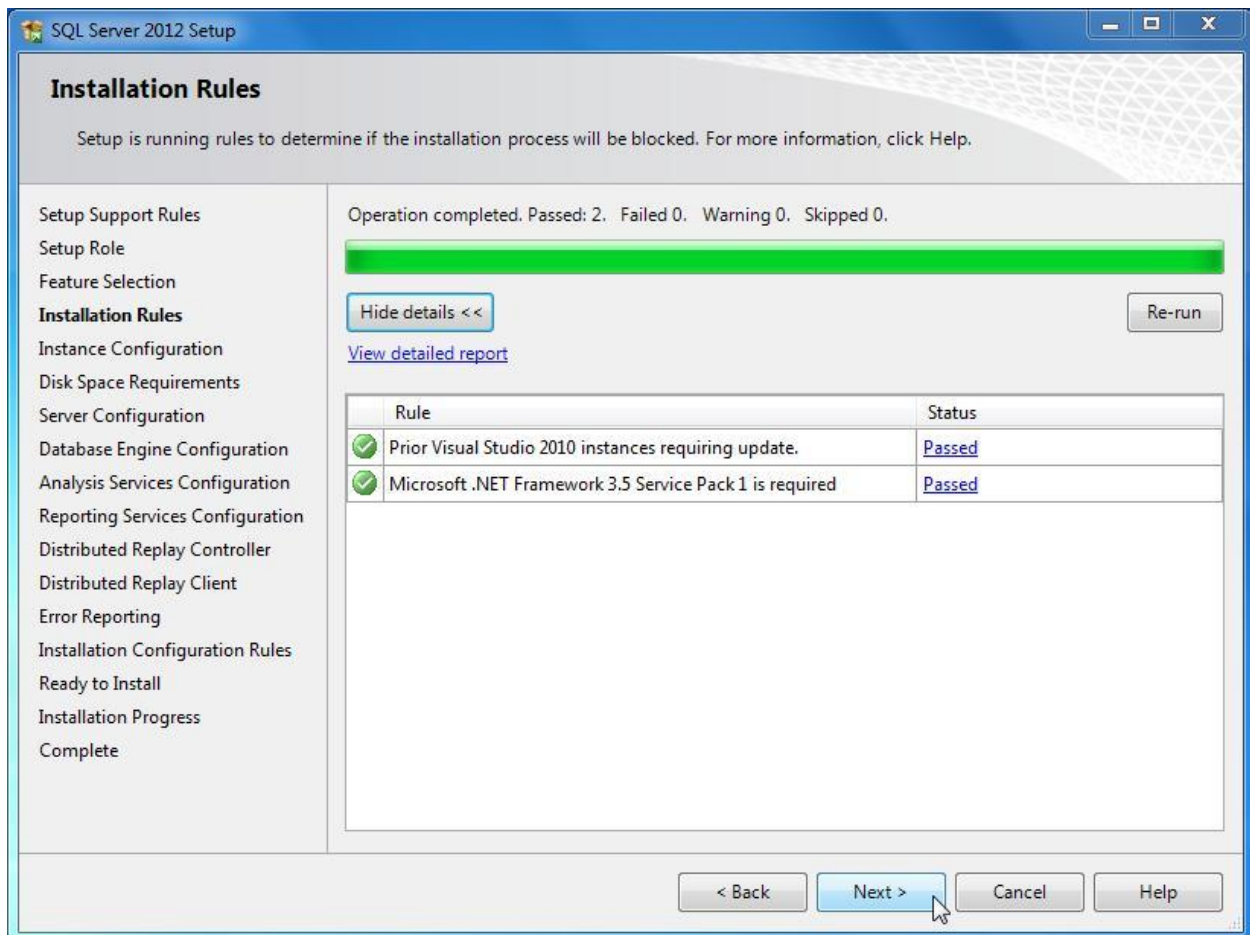 SQL Server 2012 Setup
Installation Rules
Setup is running rules to determine if the installation process will be blocked. For more information, click Help.
Setup Support Rules
Setup Role
Feature Selection
Installation Rules
Instance Configuration
Disk Space Requirements
Server Configuration
Database Engine Configuration
Analysis Services Configuration
Reporting Services Configuration
Distributed Replay Controller
Distributed Replay Client
Error Reporting
Installation Configuration Rules
Ready to Install
Installation Progress
Complete
Operation completed. Passed: 2. Failed 0. Warning 0. Skipped 0.
Hide details << Re-run
View detailed report
Rule Status
Prior Visual Studio 2010 instances requiring update. Passed
Microsoft .NET Framework 3.5 Service Pack 1 is required Passed
< Back Next > Cancel Help